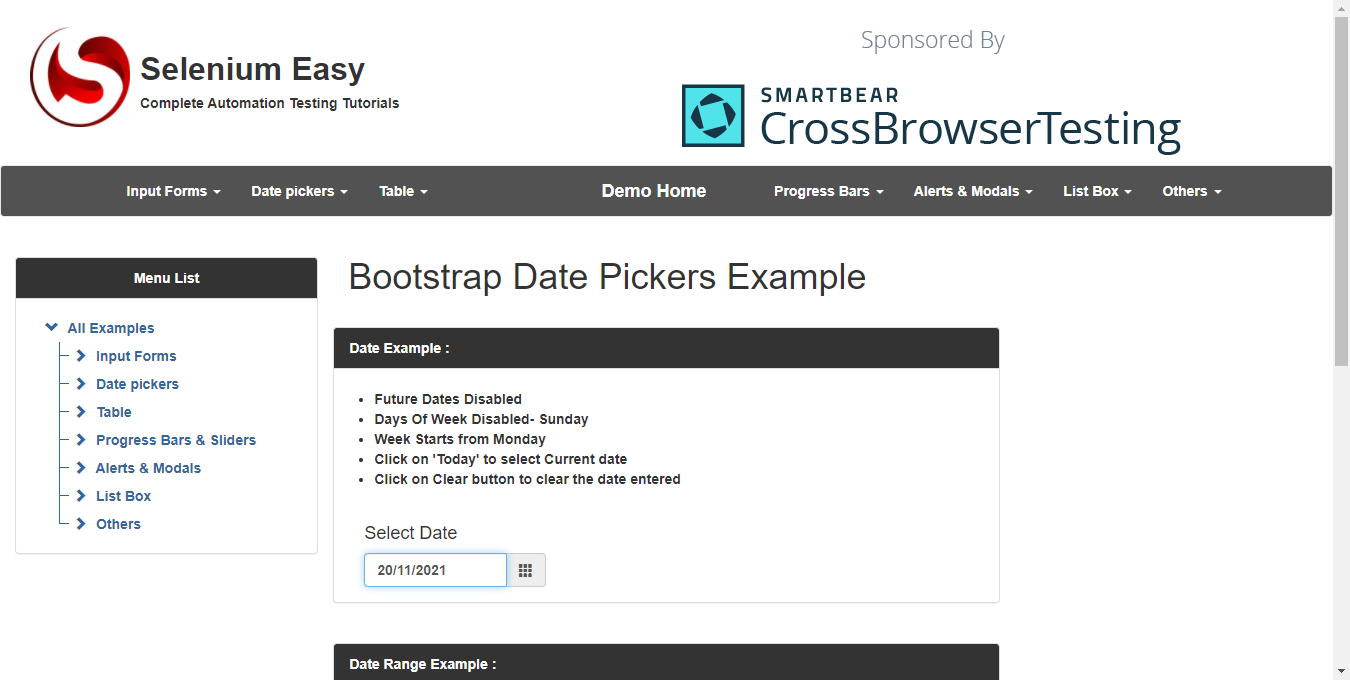 Selenium Easy
Complete Automation Testing Tutorials
Sponsored By
SMARTBEAR
CrossBrowserTesting
Input Forms Date pickers Table Demo Home Progress Bars Alerts & Modals List Box Others
Menu List
All Examples
Input Forms
Date pickers
Table
Progress Bars & Sliders
Alerts & Modals
List Box
Others
Bootstrap Date Pickers Example
Date Example :
Future Dates Disabled
Days Of Week Disabled- Sunday
Week Starts from Monday
Click on 'Today' to select Current date
Click on Clear button to clear the date entered
Select Date
20/11/2021
Date Range Example :